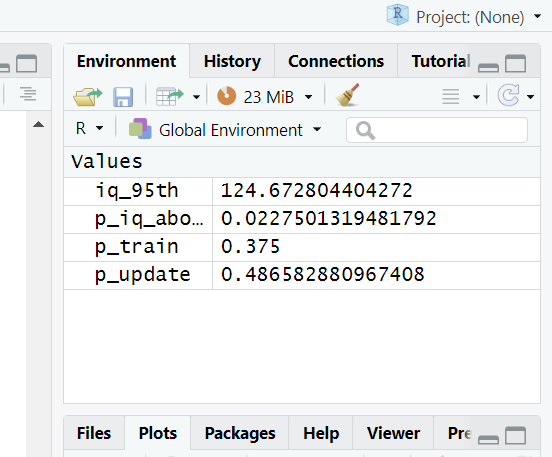 R Project: (None)
Environment History Connections Tutorial
23 MiB
R Global Environment
Values
iq_95th 124.672804404272
p_iq_abo… 0.0227501319481792
p_train 0.375
p_update 0.486582880967408
Files Plots Packages Help Viewer Pre